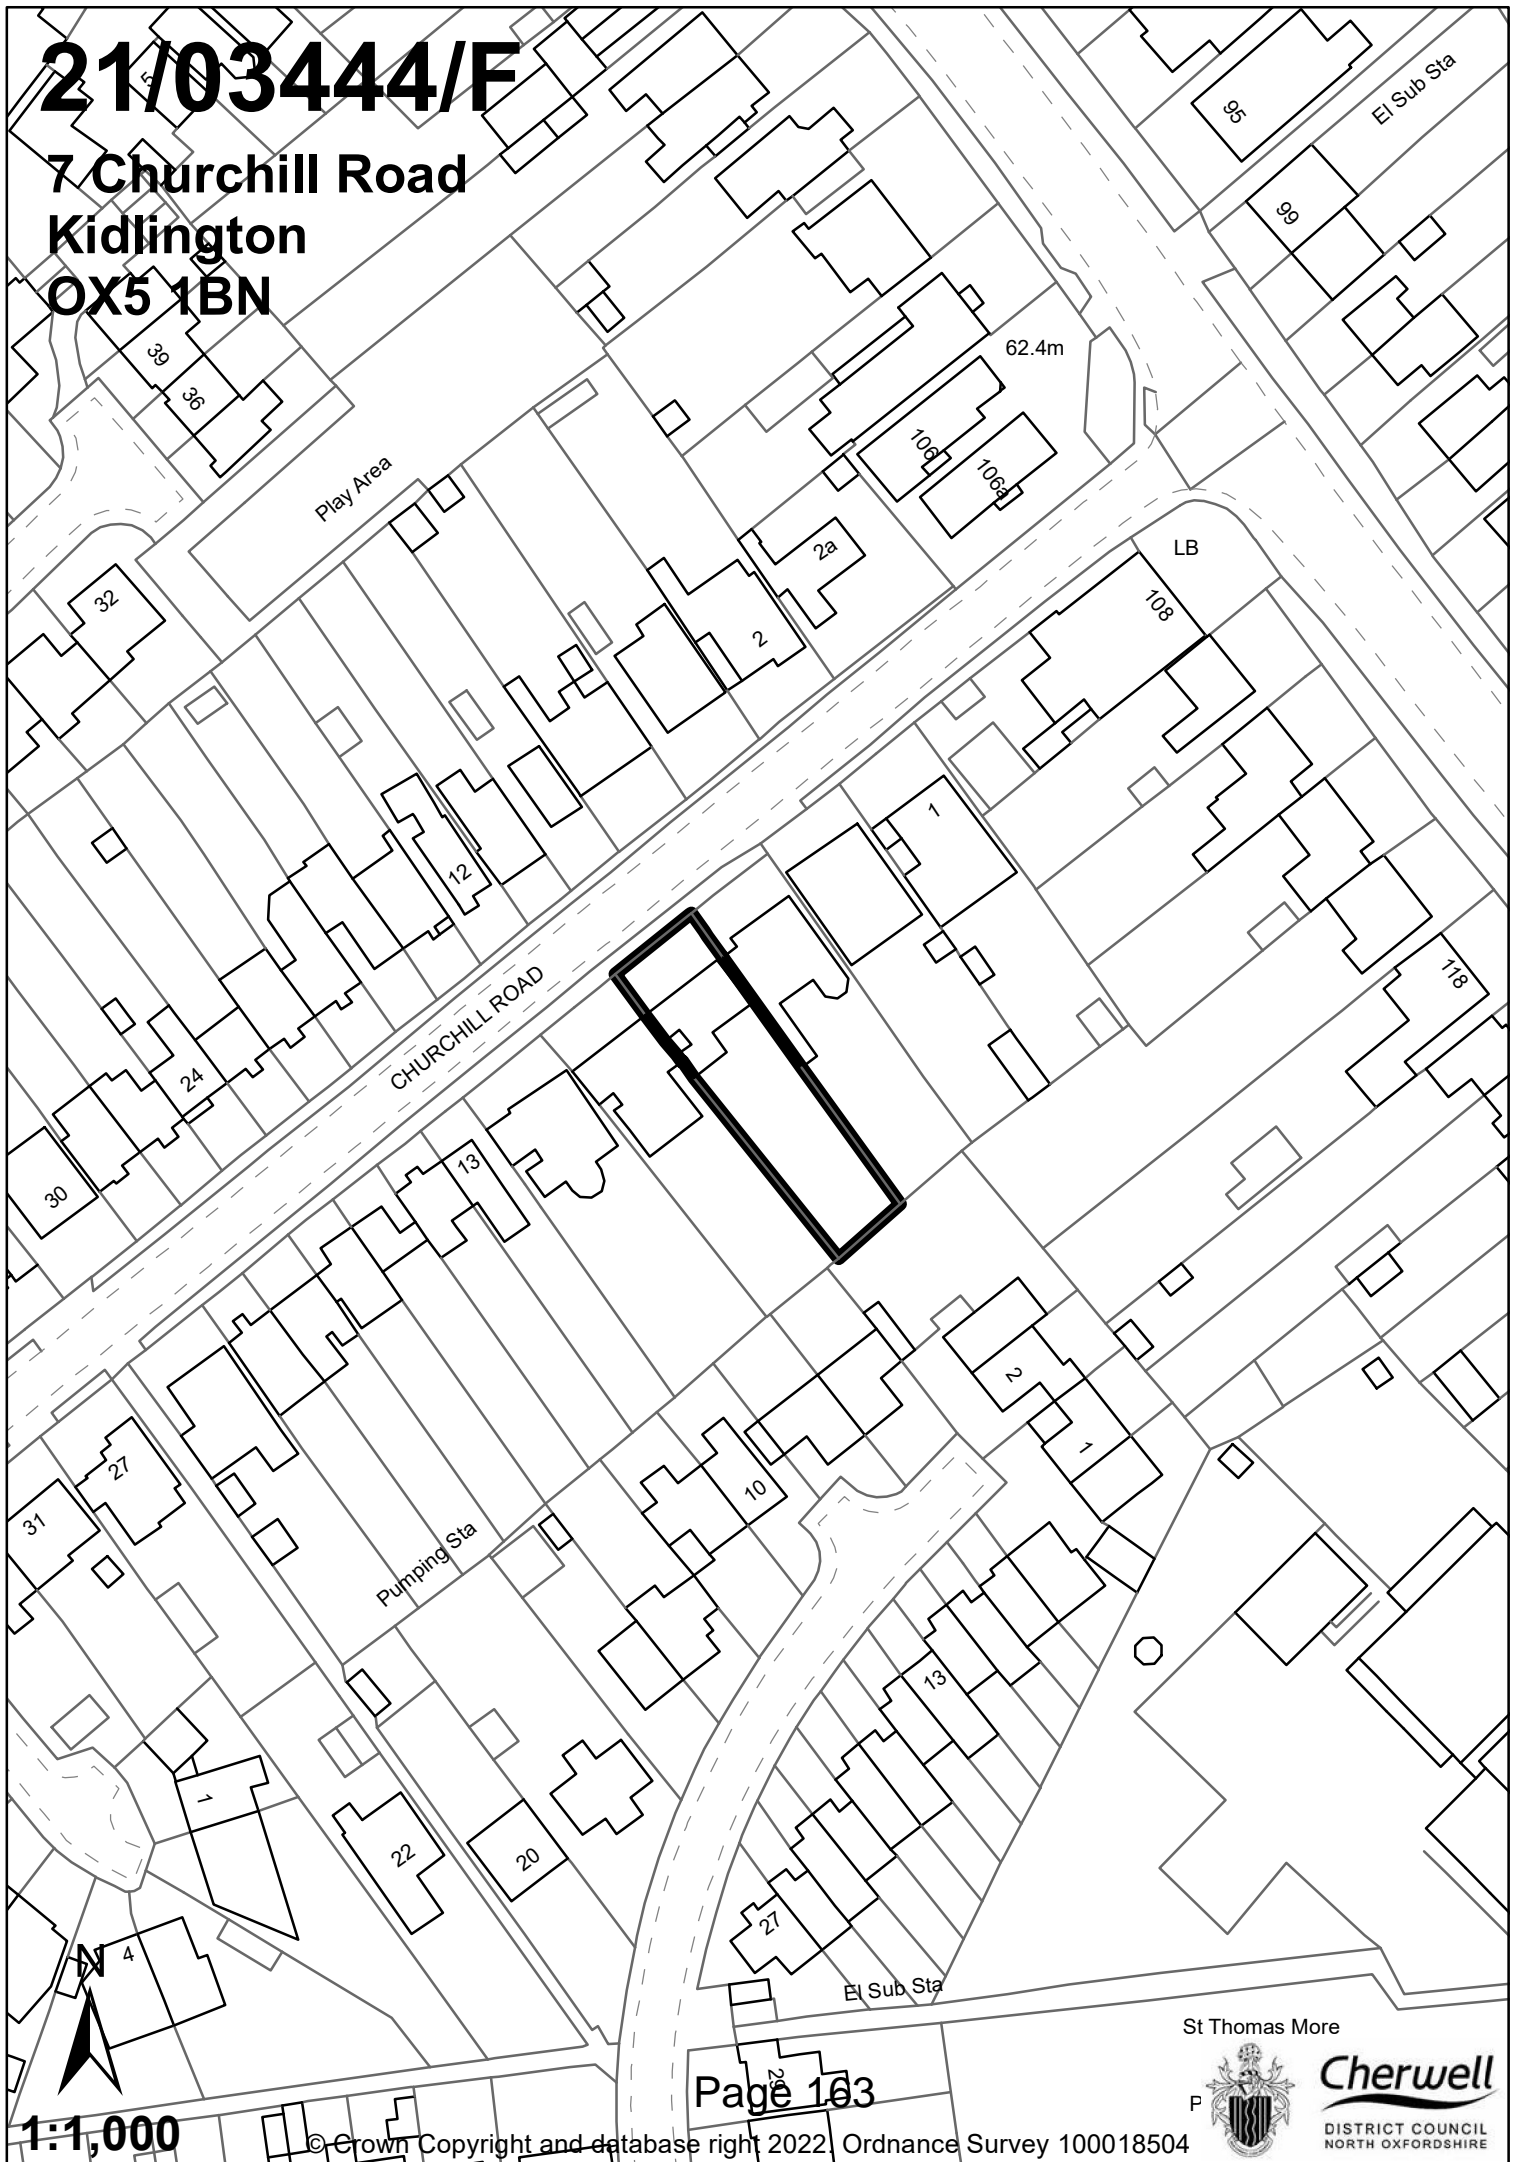 21/03444/F
7 Churchill Road
Kidlington
OX5 1BN
5
El Sub Sta
95
99
39
36
62.4m
Play Area
106
106a
2a
LB
32
108
2
1
12
118
CHURCHILL ROAD
24
13
30
2
27
1
10
31
Pumping Sta
13
1
22
20
27
N
4
El Sub Sta
St Thomas More
29
Page 163
P
Cherwell
DISTRICT COUNCIL
NORTH OXFORDSHIRE
1:1,000
© Crown Copyright and database right 2022. Ordnance Survey 100018504